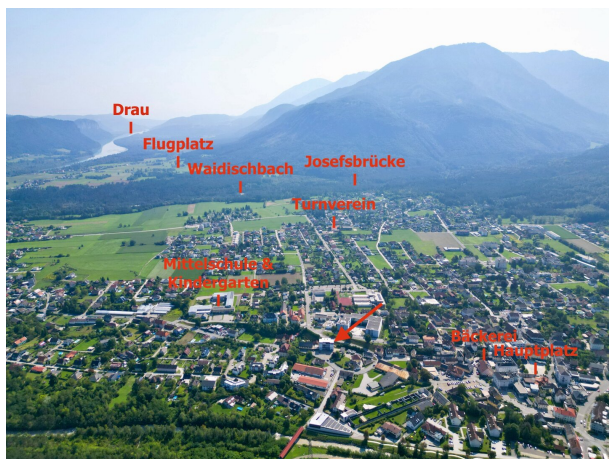 Drau
Flugplatz
Waidischbach
Josefsbrücke
Turnverein
Mittelschule &
Kindergarten
Bäckerei
Hauptplatz